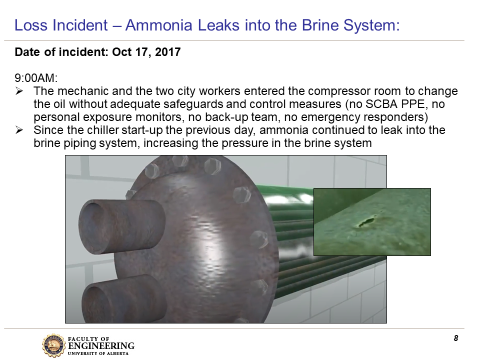 Loss Incident – Ammonia Leaks into the Brine System:
Date of incident: Oct 17, 2017
9:00AM:
➢ The mechanic and the two city workers entered the compressor room to change
the oil without adequate safeguards and control measures (no SCBA PPE, no
personal exposure monitors, no back-up team, no emergency responders)
➢ Since the chiller start-up the previous day, ammonia continued to leak into the
brine piping system, increasing the pressure in the brine system
FACULTY OF
ENGINEERING
UNIVERSITY OF ALBERTA
8